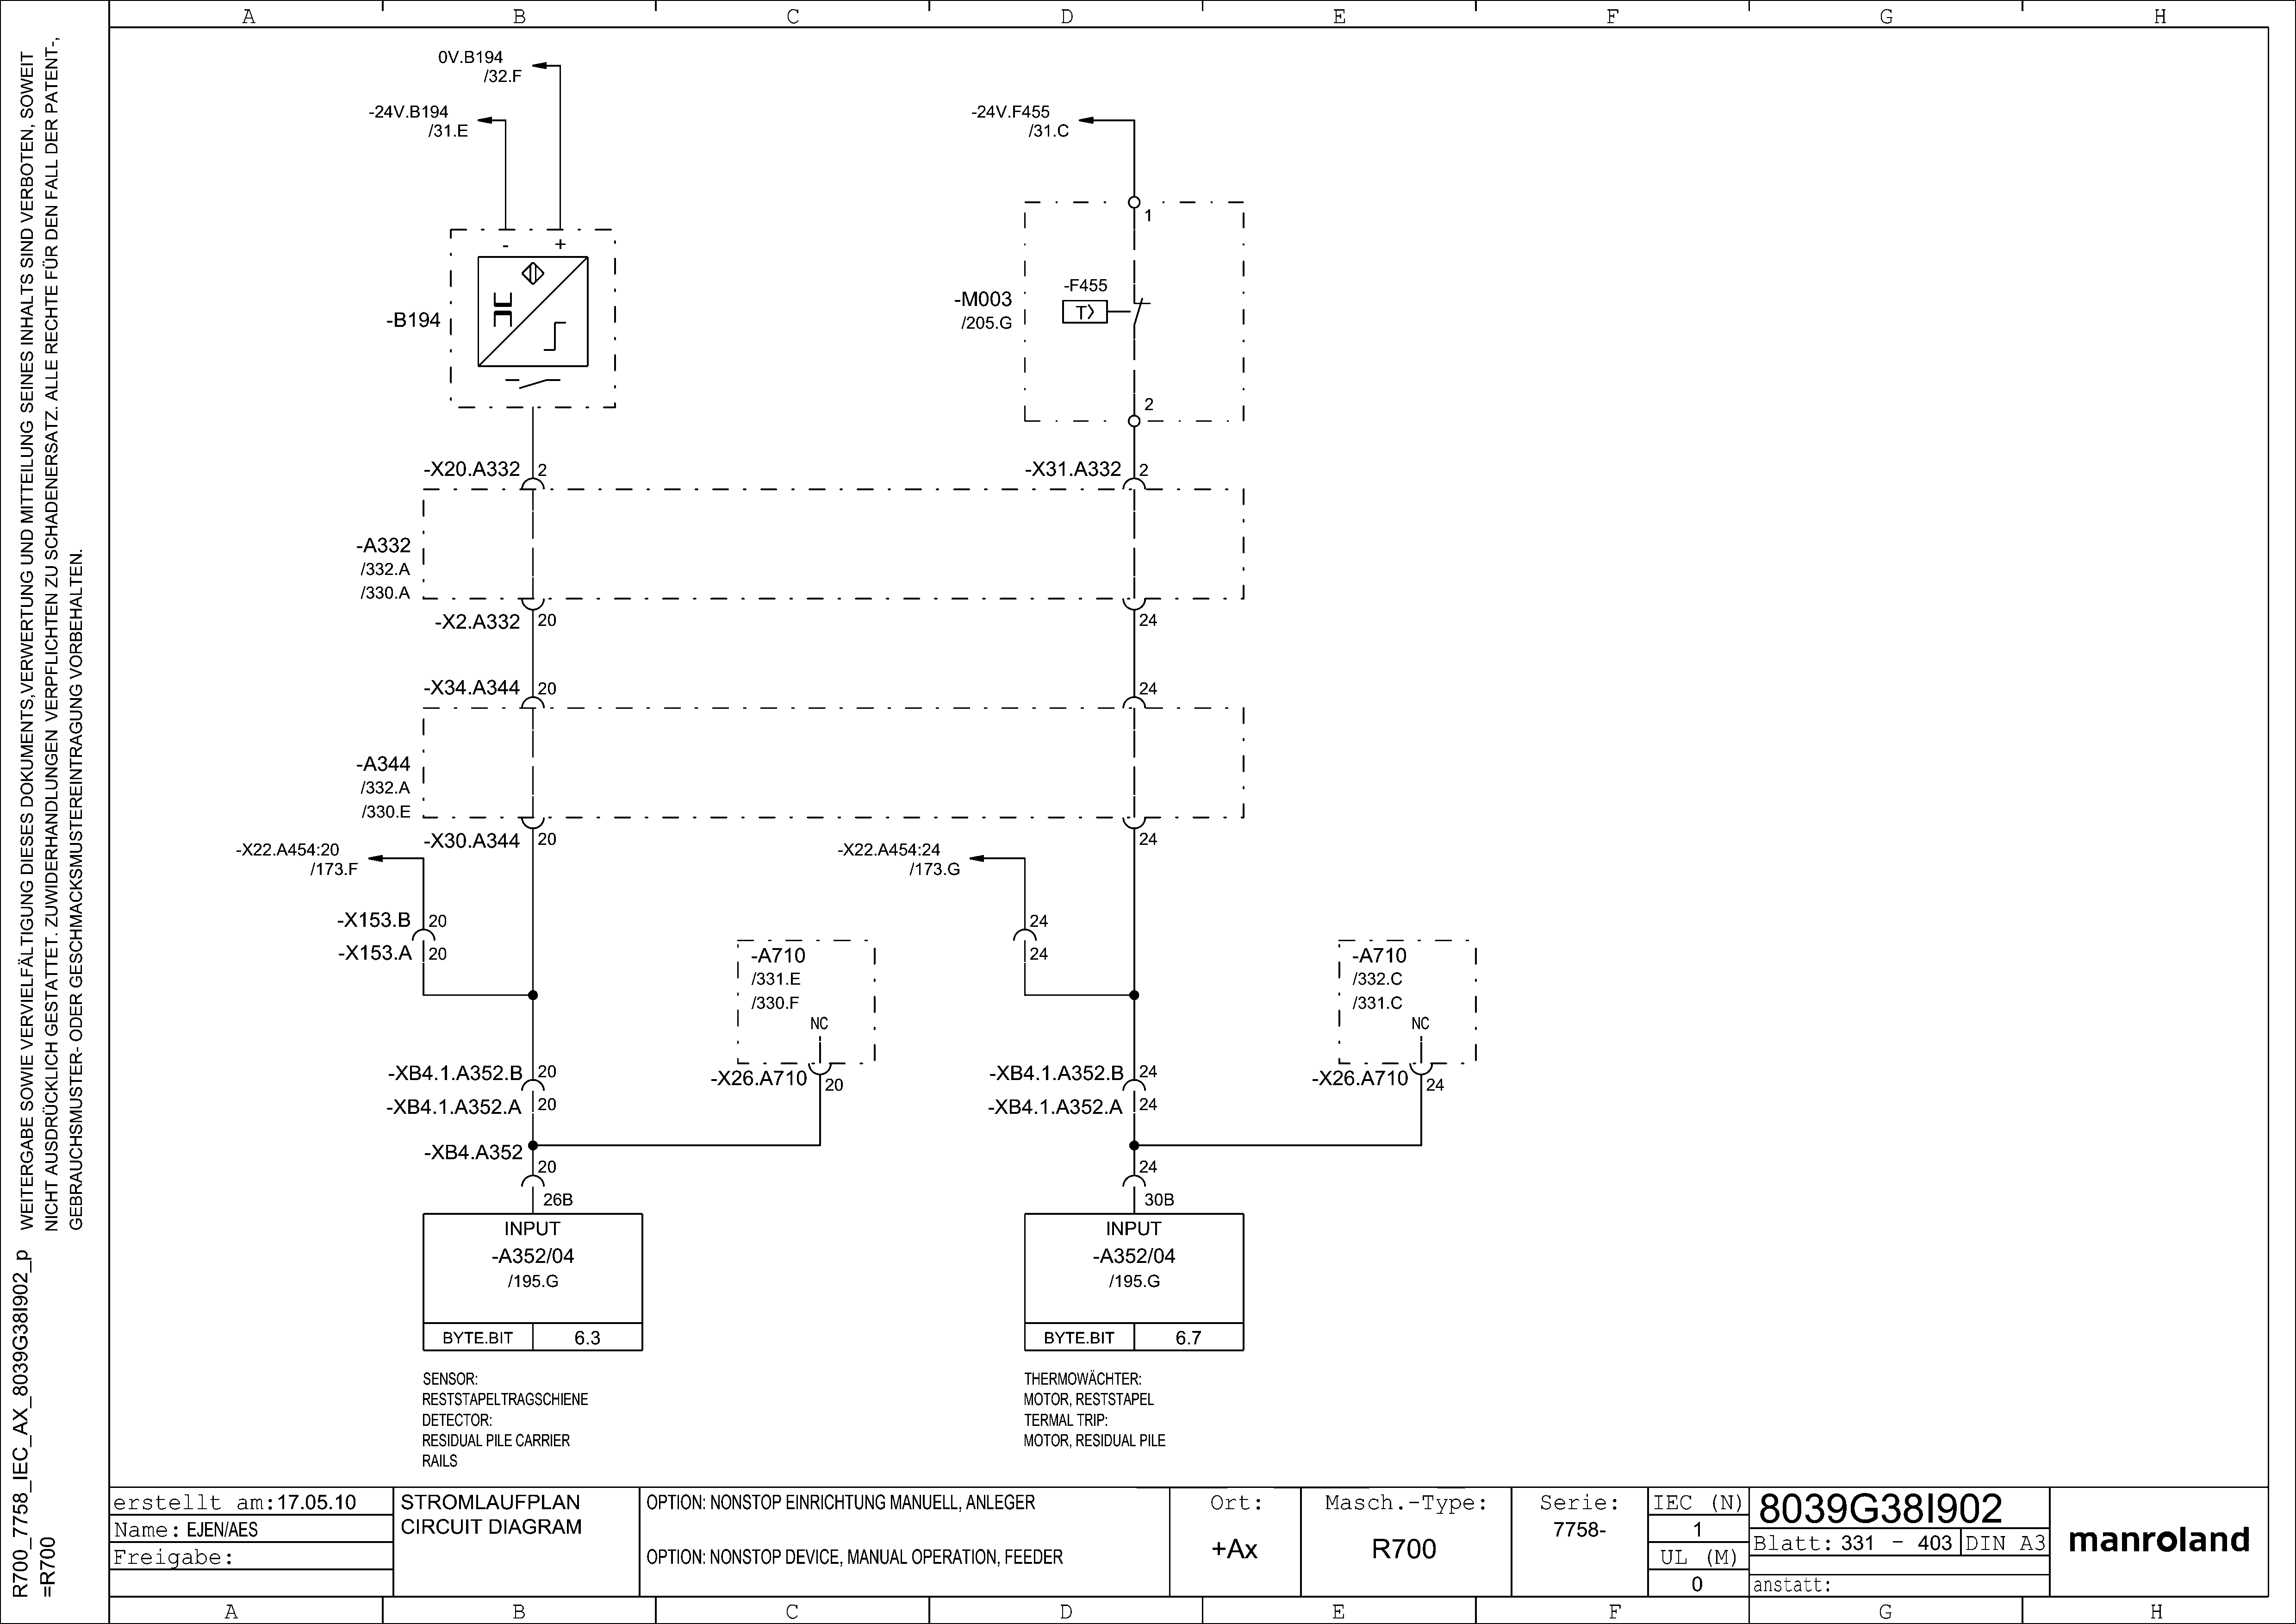 A B C D E F G H
0V.B194
/32.F
-24V.B194
/31.E
-24V.F455
/31.C
1
- +
-B194
-M003
/205.G
-F455
T>
2
-X20.A332 2
-X31.A332 2
-A332
/332.A
/330.A
-X2.A332 20
24
-X34.A344 20
24
-A344
/332.A
/330.E
-X30.A344 20
24
-X22.A454:20
/173.F
-X22.A454:24
/173.G
-X153.B 20
24
-X153.A 20
24
-A710
/331.E
/330.F
NC
-A710
/332.C
/331.C
NC
-XB4.1.A352.B 20
-X26.A710 20
-XB4.1.A352.B 24
-X26.A710 24
-XB4.1.A352.A 20
-XB4.1.A352.A 24
-XB4.A352
20
24
26B
30B
INPUT
-A352/04
/195.G
BYTE.BIT 6.3
INPUT
-A352/04
/195.G
BYTE.BIT 6.7
SENSOR:
RESTSTAPELTRAGSCHIENE
DETECTOR:
RESIDUAL PILE CARRIER
RAILS
THERMOWÄCHTER:
MOTOR, RESTSTAPEL
TERMAL TRIP:
MOTOR, RESIDUAL PILE
WEITERGABE SOWIE VERVIELFÄLTIGUNG DIESES DOKUMENTS,VERWERTUNG UND MITTEILUNG SEINES INHALTS SIND VERBOTEN, SOWEIT
NICHT AUSDRÜCKLICH GESTATTET. ZUWIDERHANDLUNGEN VERPFLICHTEN ZU SCHADENERSATZ. ALLE RECHTE FÜR DEN FALL DER PATENT-,
GEBRAUCHSMUSTER- ODER GESCHMACKSMUSTEREINTRAGUNG VORBEHALTEN.
R700_7758_IEC_AX_8039G38I902_p
=R700
erstellt am:17.05.10
Name: EJEN/AES
Freigabe:
STROMLAUFPLAN
CIRCUIT DIAGRAM
OPTION: NONSTOP EINRICHTUNG MANUELL, ANLEGER
OPTION: NONSTOP DEVICE, MANUAL OPERATION, FEEDER
Ort:
+Ax
Masch.-Type:
R700
Serie:
7758-
IEC (N)
1
UL (M)
0
8039G38I902
Blatt: 331 - 403 DIN A3
anstatt:
manroland
A B C D E F G H